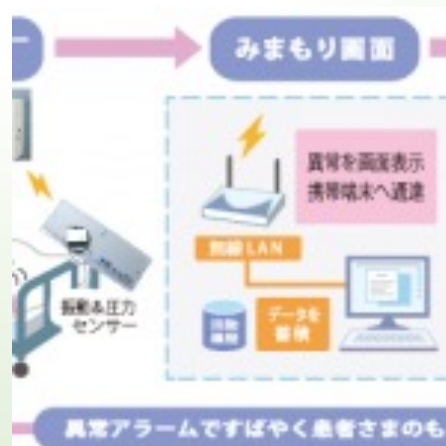 ー
みまもり画面
異常を画面表示
携帯端末へ通達
無線LAN
振動&圧力
センサー
データを
蓄積
異常アラームですばやく患者さまのも